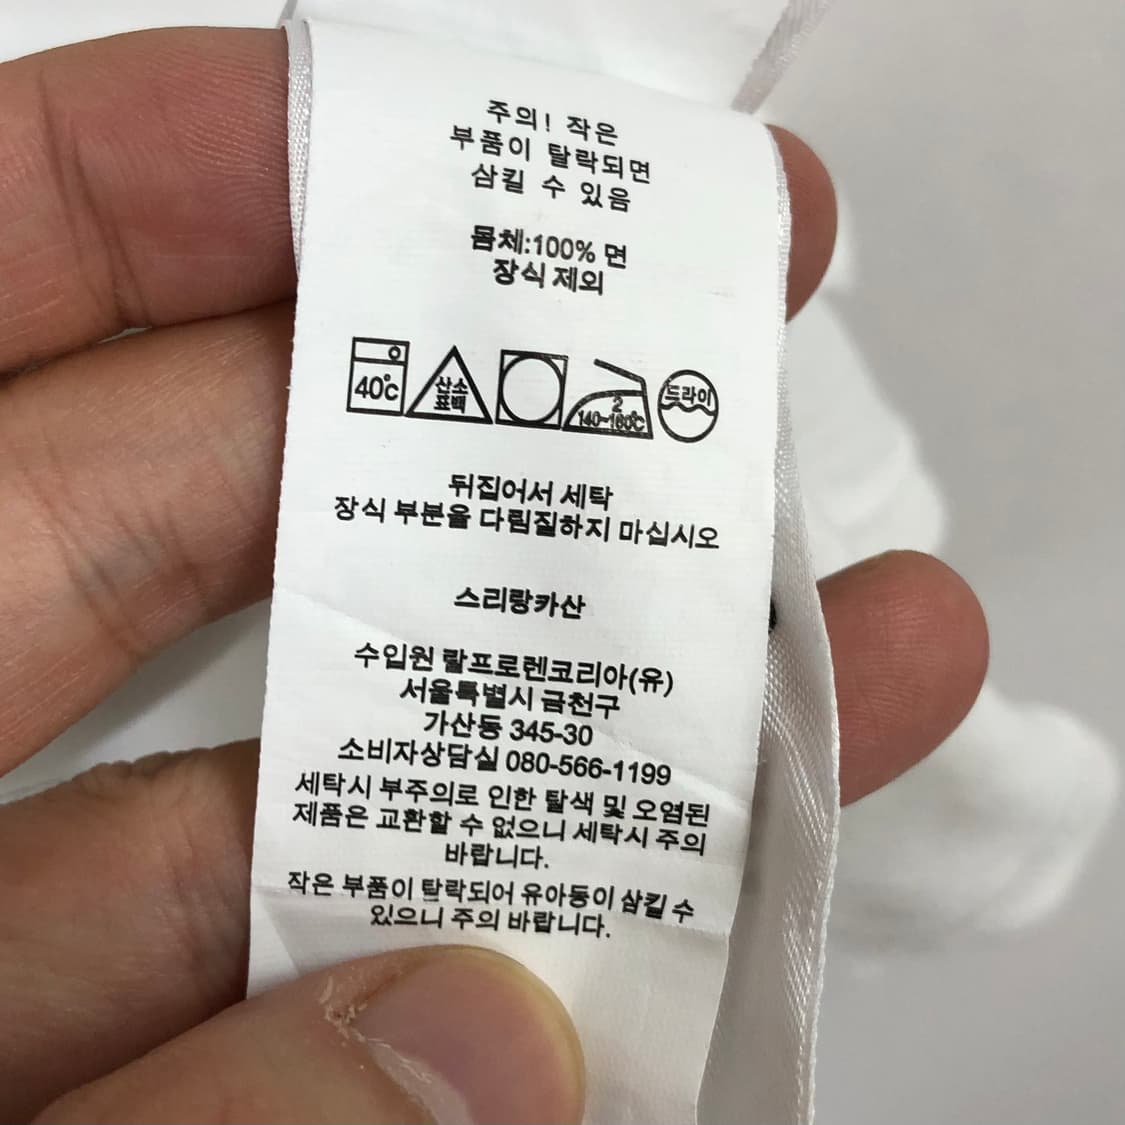 주의! 작은
부품이 탈락되면
삼킬 수 있음
몸체:100% 면
장식 제외
40℃
산소
표백
2
140~160℃
드라이
뒤집어서 세탁
장식 부분을 다림질하지 마십시오
스리랑카산
수입원 랄프로렌코리아(유)
서울특별시 금천구
가산동 345-30
소비자상담실 080-566-1199
세탁시 부주의로 인한 탈색 및 오염된
제품은 교환할 수 없으니 세탁시 주의
바랍니다.
작은 부품이 탈락되어 유아동이 삼킬 수
있으니 주의 바랍니다.